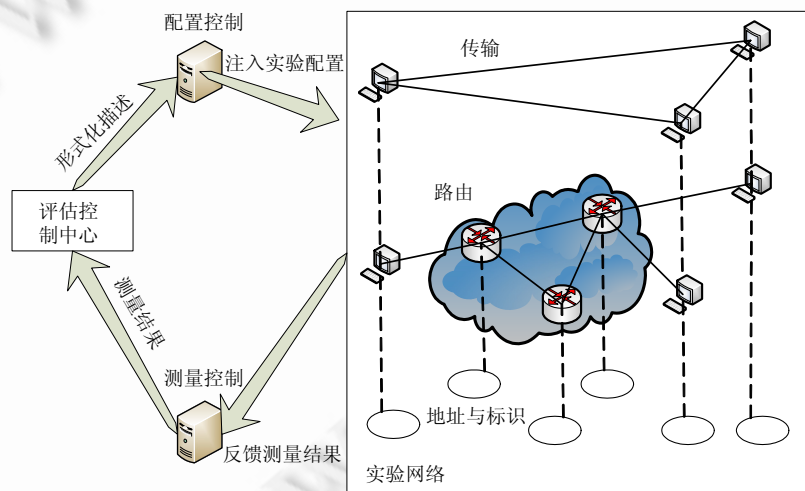 配置控制
注入实验配置
形式化描述
评估控
制中心
测量结果
测量控制
反馈测量结果
传输
路由
地址与标识
实验网络